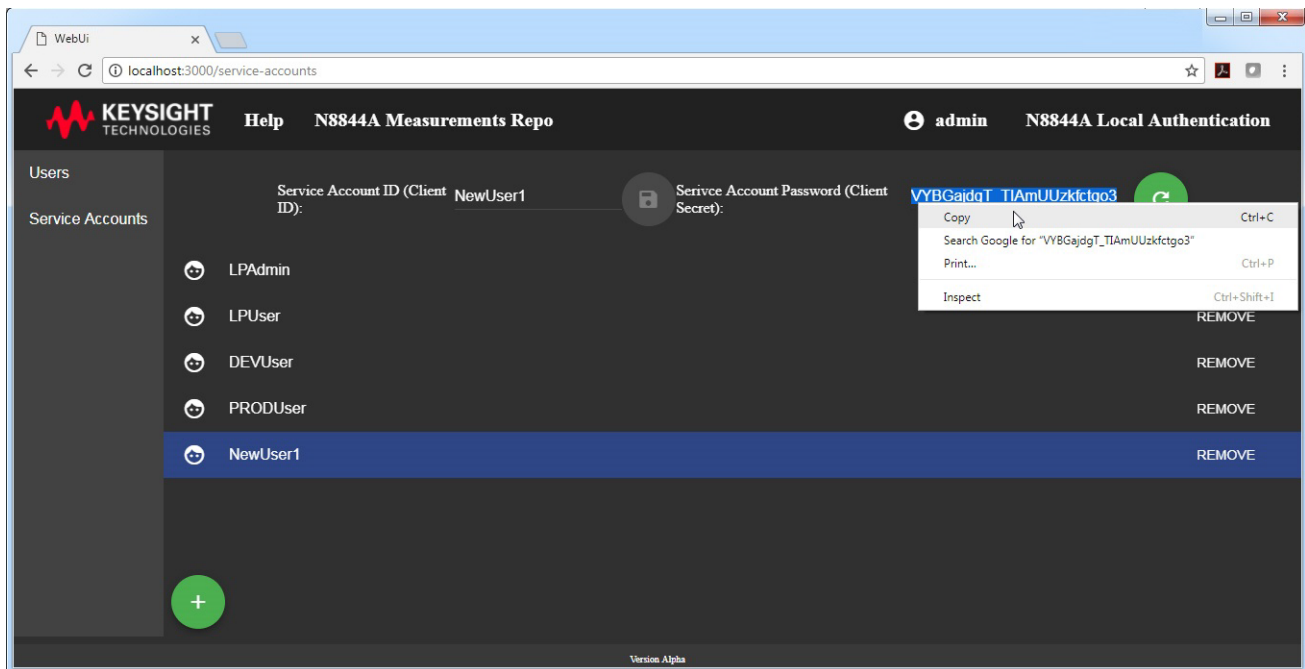 WebUi
localhost:3000/service-accounts
KEYSIGHT
TECHNOLOGIES
Help
N8844A Measurements Repo
admin
N8844A Local Authentication
Users
Service Accounts
Service Account ID (Client
ID):
NewUser1
Serivce Account Password (Client
Secret):
VYBGajdgT_TIAmUUzkfctgo3
Copy Ctrl+C
Search Google for "VYBGajdgT_TIAmUUzkfctgo3"
Print... Ctrl+P
Inspect Ctrl+Shift+I
LPAdmin
LPUser REMOVE
DEVUser REMOVE
PRODUser REMOVE
NewUser1 REMOVE
+
Version Alpha